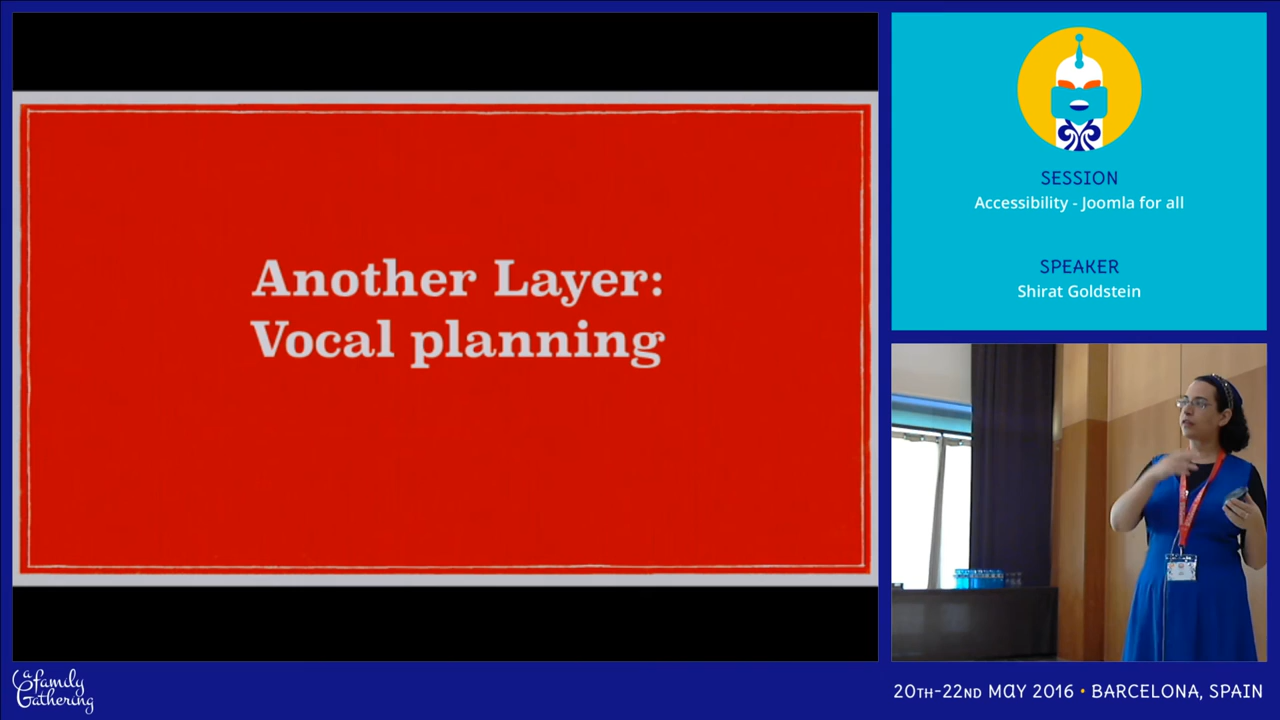 Another Layer:
Vocal planning
SESSION
Accessibility - Joomla for all
SPEAKER
Shirat Goldstein
a family
Gathering
20TH-22ND MAY 2016 • BARCELONA, SPAIN